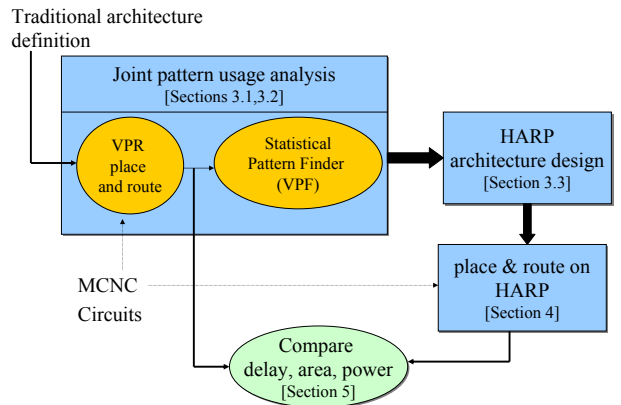 Traditional architecture
definition
Joint pattern usage analysis
[Sections 3.1,3.2]
VPR
place
and route
Statistical
Pattern Finder
(VPF)
HARP
architecture design
[Section 3.3]
MCNC
Circuits
place & route on
HARP
[Section 4]
Compare
delay, area, power
[Section 5]